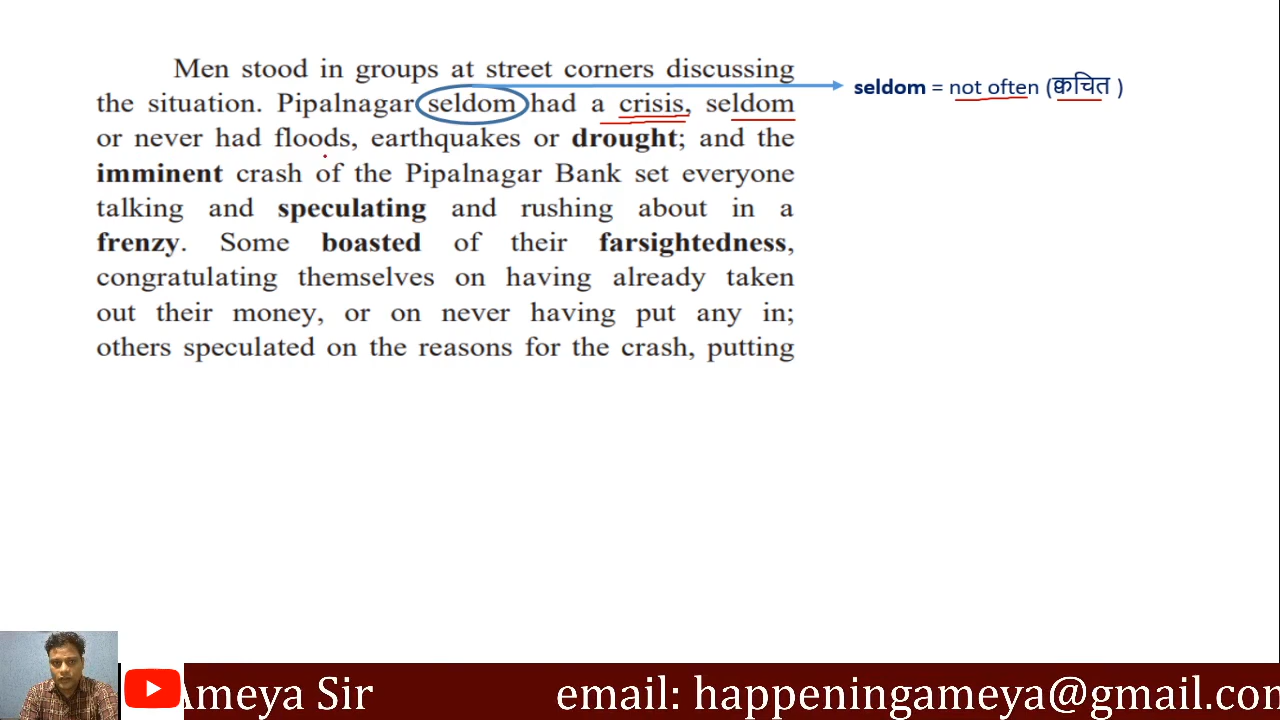 Men stood in groups at street corners discussing
the situation. Pipalnagar seldom had a crisis, seldom
or never had floods, earthquakes or drought; and the
imminent crash of the Pipalnagar Bank set everyone
talking and speculating and rushing about in a
frenzy. Some boasted of their farsightedness,
congratulating themselves on having already taken
out their money, or on never having put any in;
others speculated on the reasons for the crash, putting
seldom = not often (क्वचित )
Ameya Sir
email: happeningameya@gmail.com